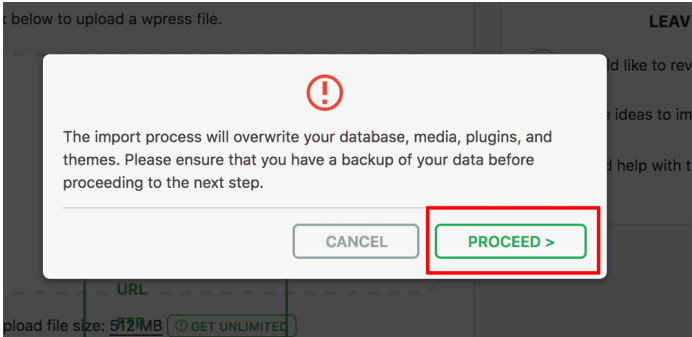 k below to upload a wpress file.
LEAV
d like to rev
The import process will overwrite your database, media, plugins, and
themes. Please ensure that you have a backup of your data before
proceeding to the next step.
ideas to im
d help with t
CANCEL
PROCEED >
URL
FTP
pload file size: 512 MB
GET UNLIMITED